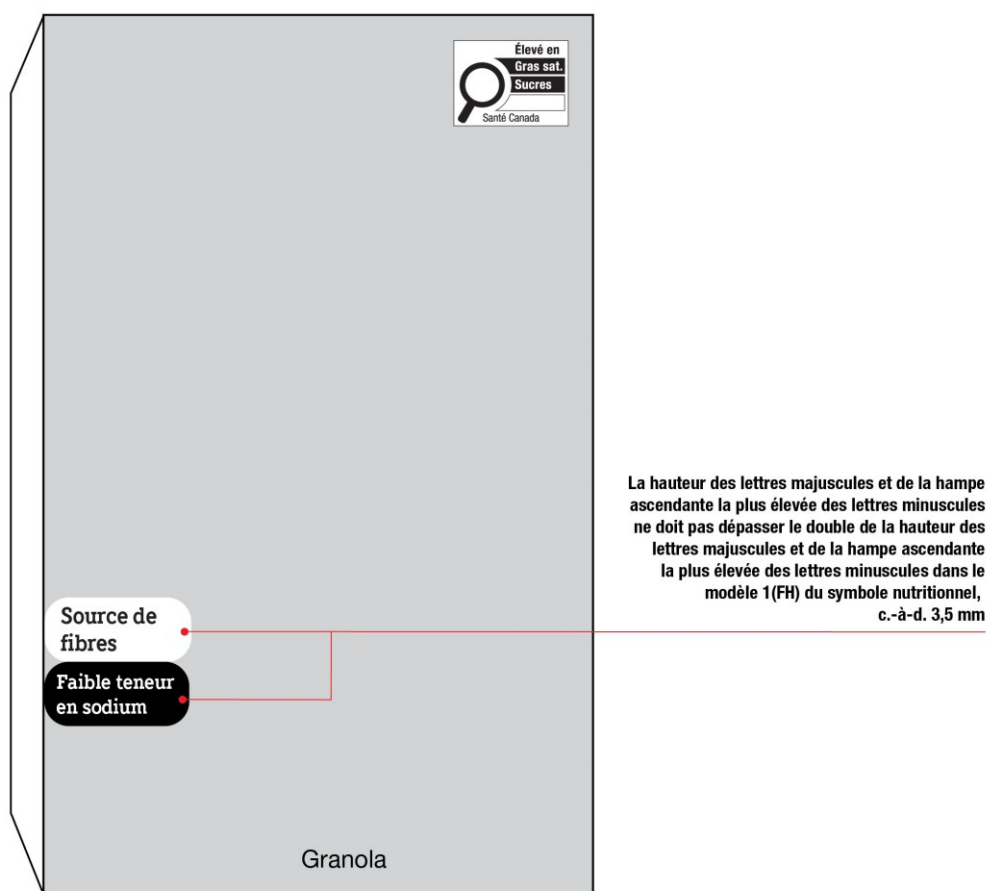 Élevé en
Gras sat.
Sucres
Santé Canada
La hauteur des lettres majuscules et de la hampe
ascendante la plus élevée des lettres minuscules
ne doit pas dépasser le double de la hauteur des
lettres majuscules et de la hampe ascendante
la plus élevée des lettres minuscules dans le
modèle 1(FH) du symbole nutritionnel,
c.-à-d. 3,5 mm
Source de
fibres
Faible teneur
en sodium
Granola